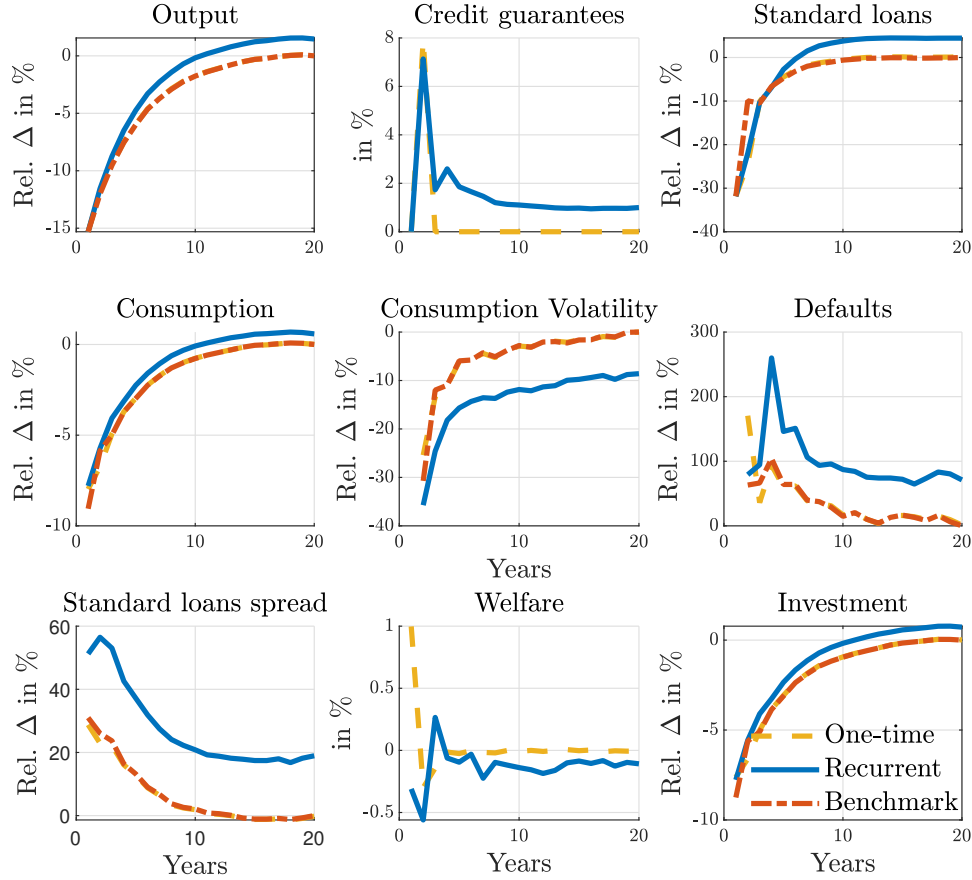 Output
Credit guarantees
Standard loans
Rel. Δ in %
0
-5
-10
-15
0
10
20
in %
8
6
4
2
0
0
10
20
Rel. Δ in %
0
-10
-20
-30
-40
0
10
20
Consumption
Consumption Volatility
Defaults
Rel. Δ in %
0
-5
-10
0
10
20
Rel. Δ in %
0
-10
-20
-30
-40
0
10
20
Years
Rel. Δ in %
300
200
100
0
0
10
20
Standard loans spread
Welfare
Investment
Rel. Δ in %
60
40
20
0
0
10
20
Years
in %
1
0.5
0
-0.5
0
10
20
Years
Rel. Δ in %
0
-5
-10
0
10
20
Years
One-time
Recurrent
Benchmark